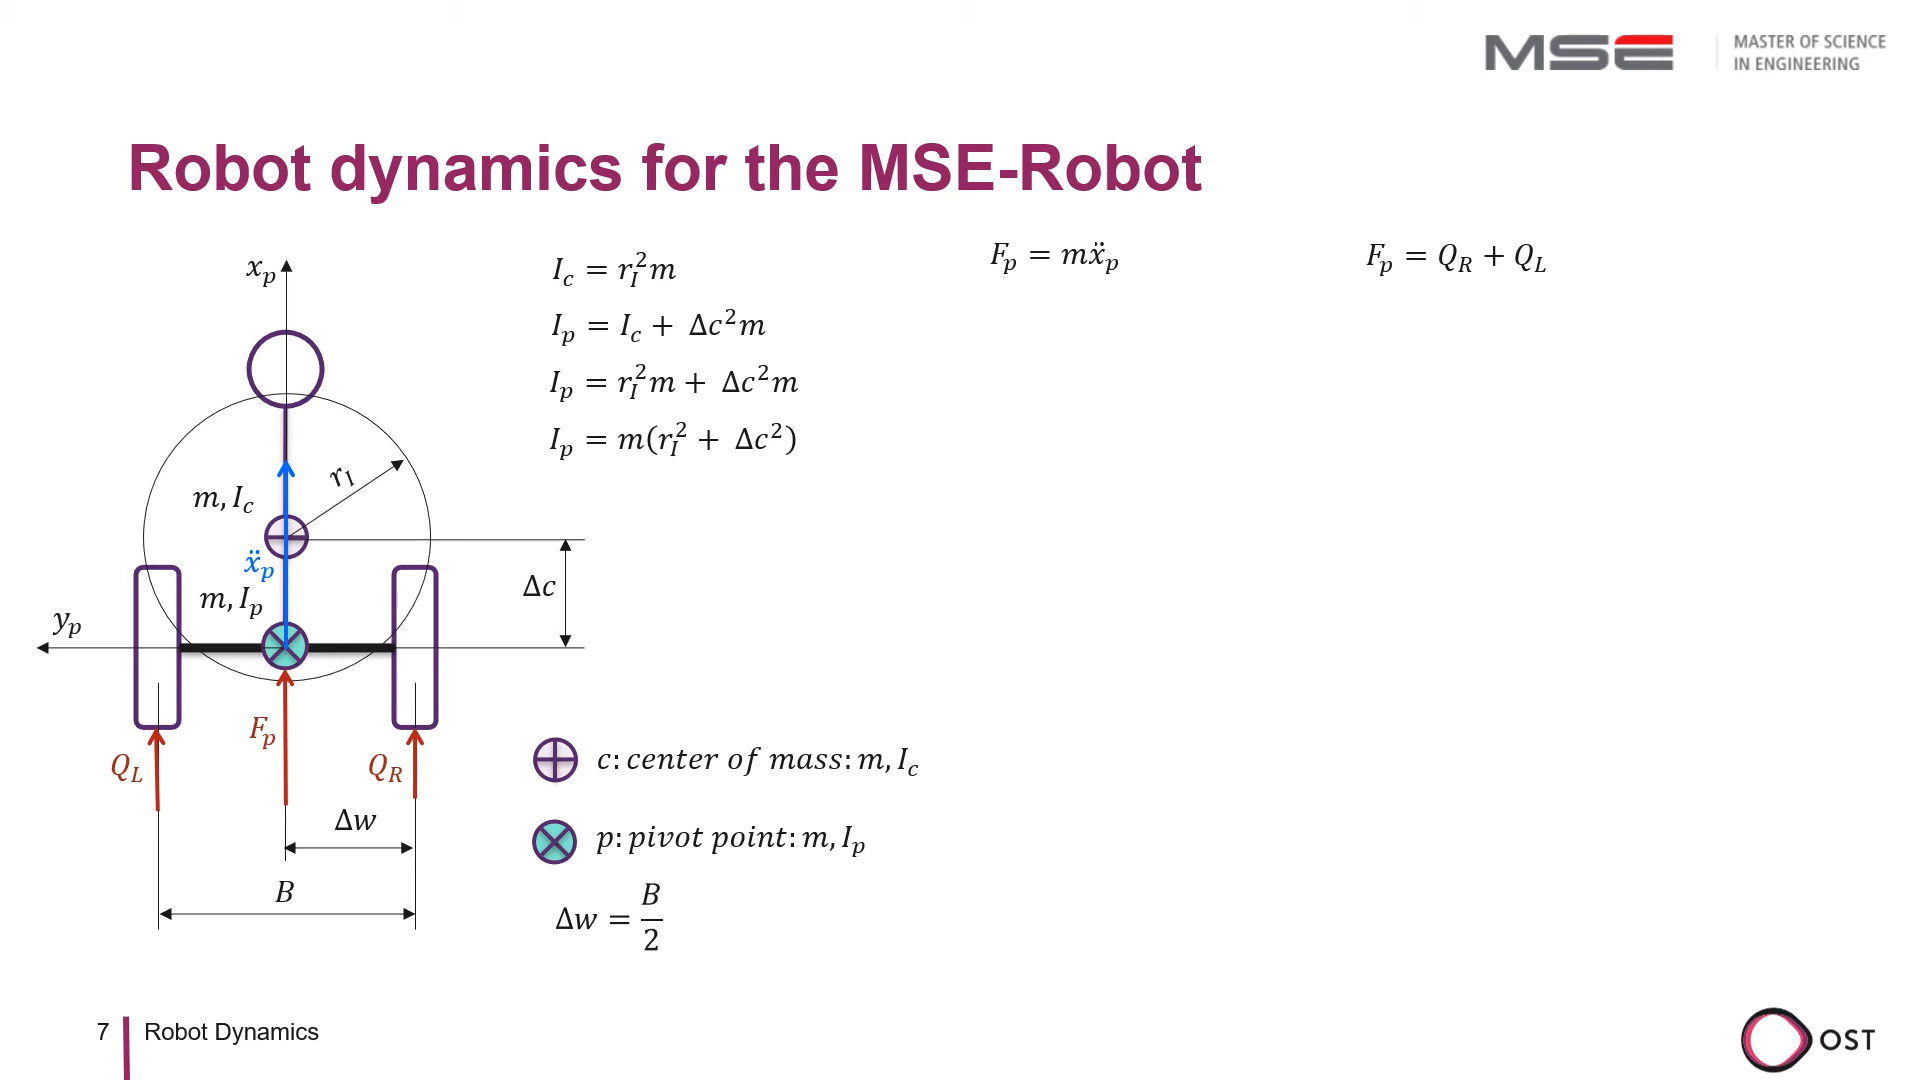 MSE
MASTER OF SCIENCE
IN ENGINEERING
Robot dynamics for the MSE-Robot
x_p
y_p
r_I
m, I_c
ẍ_p
m, I_p
Δc
Q_L
F_p
Q_R
Δw
B
I_c = r_I^2 m
I_p = I_c + Δc^2 m
I_p = r_I^2 m + Δc^2 m
I_p = m(r_I^2 + Δc^2)
F_p = mẍ_p
F_p = Q_R + Q_L
c: center of mass: m, I_c
p: pivot point: m, I_p
Δw = B/2
7 Robot Dynamics
OST